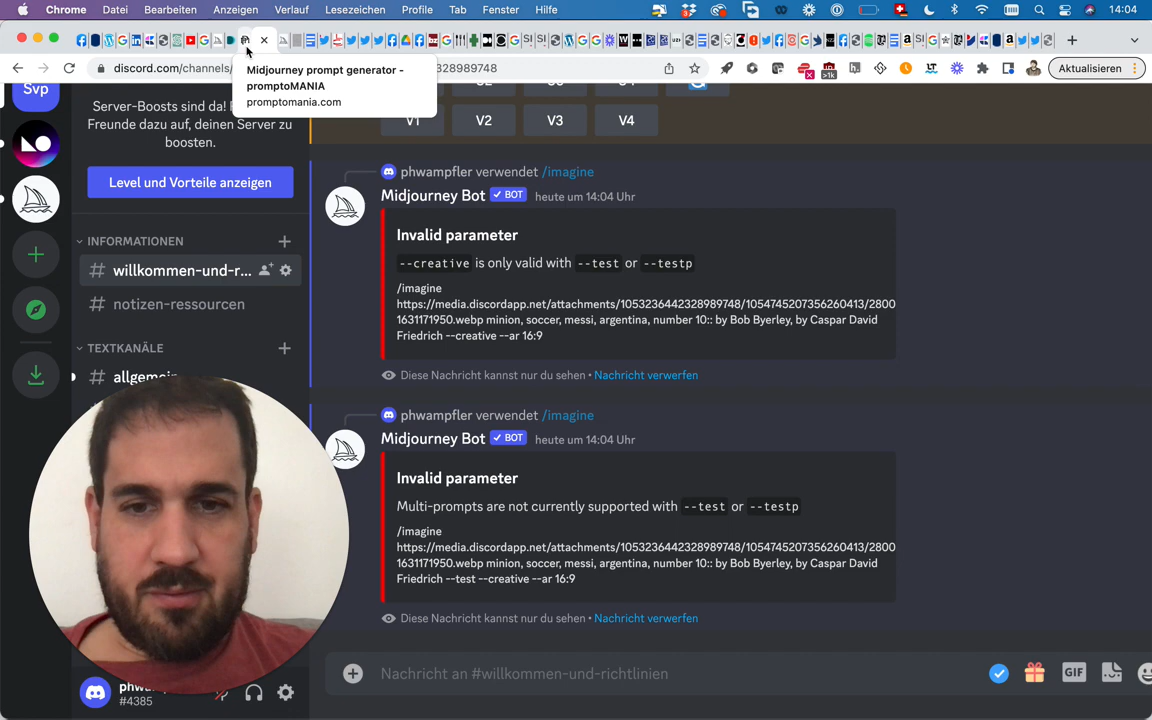 Chrome Datei Bearbeiten Anzeigen Verlauf Lesezeichen Profile Tab Fenster Hilfe 14:04
Midjourney prompt generator -
promptoMANIA
promptomania.com
discord.com/channels/ 328989748
Aktualisieren
Svp
Server-Boosts sind da!
Freunde dazu auf, deinen Server zu
boosten.
Level und Vorteile anzeigen
INFORMATIONEN
willkommen-und-r...
notizen-ressourcen
TEXTKANÄLE
allgemein
#4385
V1 V2 V3 V4
phwampfler verwendet /imagine
Midjourney Bot BOT heute um 14:04 Uhr
Invalid parameter
--creative is only valid with --test or --testp
/imagine
https://media.discordapp.net/attachments/1053236442328989748/1054745207356260413/2800
1631171950.webp minion, soccer, messi, argentina, number 10:: by Bob Byerley, by Caspar David
Friedrich --creative --ar 16:9
Diese Nachricht kannst nur du sehen • Nachricht verwerfen
phwampfler verwendet /imagine
Midjourney Bot BOT heute um 14:04 Uhr
Invalid parameter
Multi-prompts are not currently supported with --test or --testp
/imagine
https://media.discordapp.net/attachments/1053236442328989748/1054745207356260413/2800
1631171950.webp minion, soccer, messi, argentina, number 10:: by Bob Byerley, by Caspar David
Friedrich --test --creative --ar 16:9
Diese Nachricht kannst nur du sehen • Nachricht verwerfen
Nachricht an #willkommen-und-richtlinien
GIF